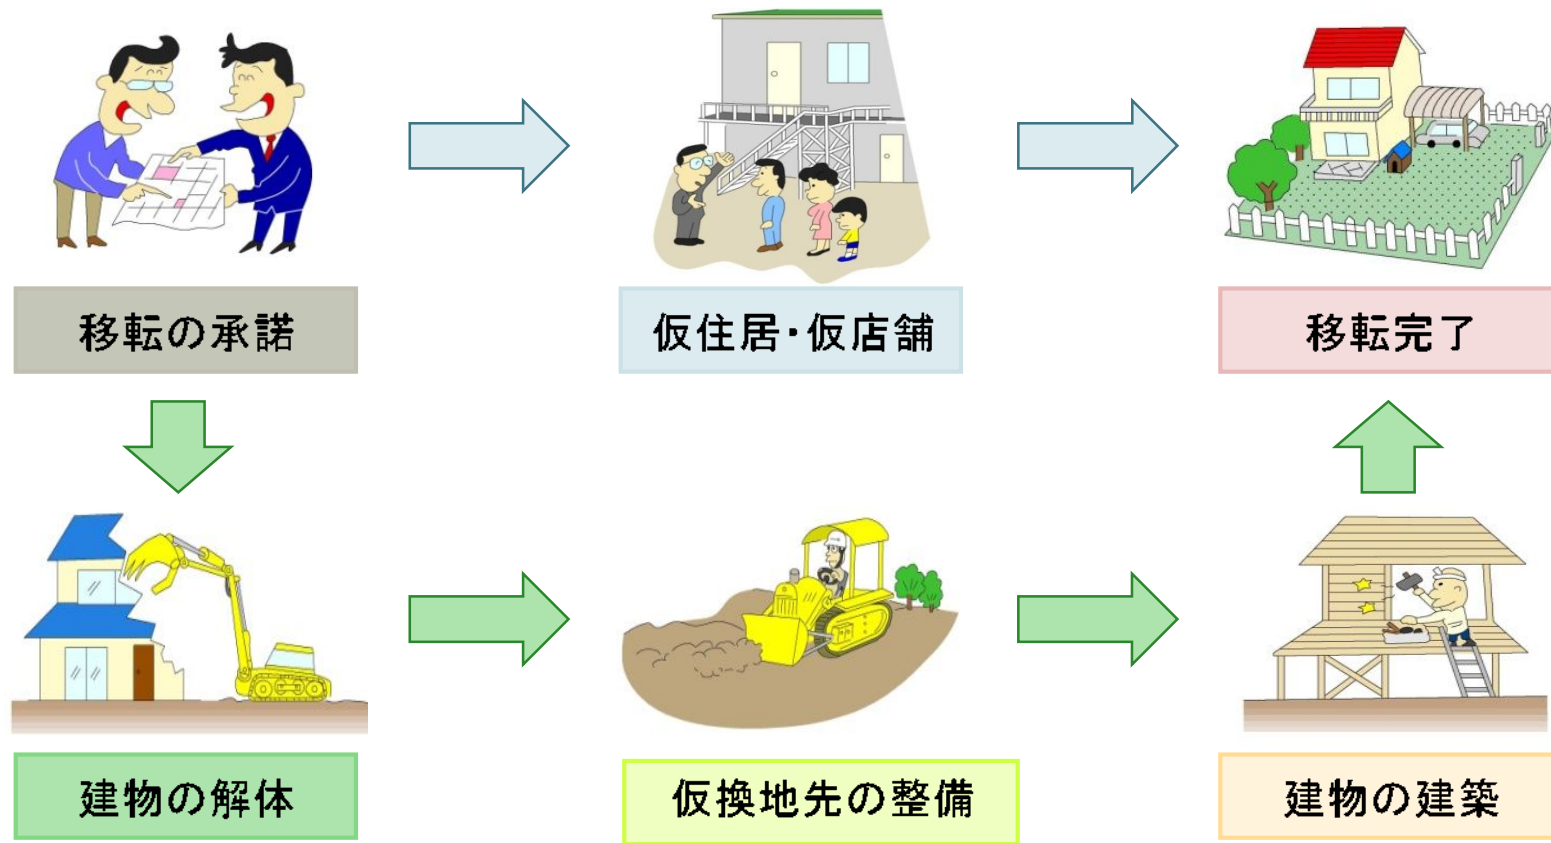 移転の承諾
仮住居・仮店舗
移転完了
建物の解体
仮換地先の整備
建物の建築